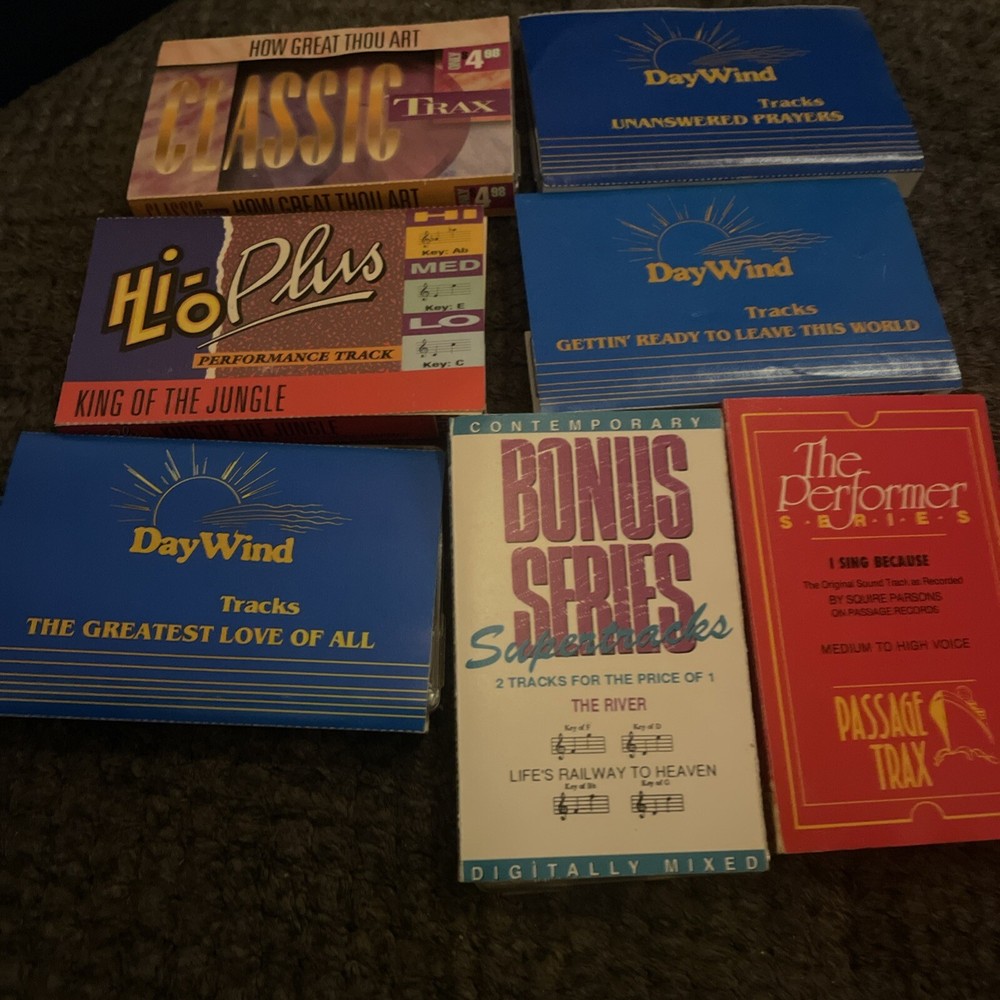 HOW GREAT THOU ART
ONLY $4.98
CLASSIC
TRAX
CLASSIC HOW GREAT THOU ART $4.98
DayWind
Tracks
UNANSWERED PRAYERS
Hi-Lo Plus
PERFORMANCE TRACK
KING OF THE JUNGLE
HI
Key: Ab
MED
Key: E
LO
Key: C
DayWind
Tracks
GETTIN' READY TO LEAVE THIS WORLD
DayWind
Tracks
THE GREATEST LOVE OF ALL
CONTEMPORARY
BONUS
SERIES
Supertracks
2 TRACKS FOR THE PRICE OF 1
THE RIVER
Key of F Key of D
LIFE'S RAILWAY TO HEAVEN
Key of Bb Key of G
DIGITALLY MIXED
The
Performer
S·E·R·I·E·S
I SING BECAUSE
The Original Sound Track as Recorded
BY SQUIRE PARSONS
ON PASSAGE RECORDS
MEDIUM TO HIGH VOICE
PASSAGE
TRAX